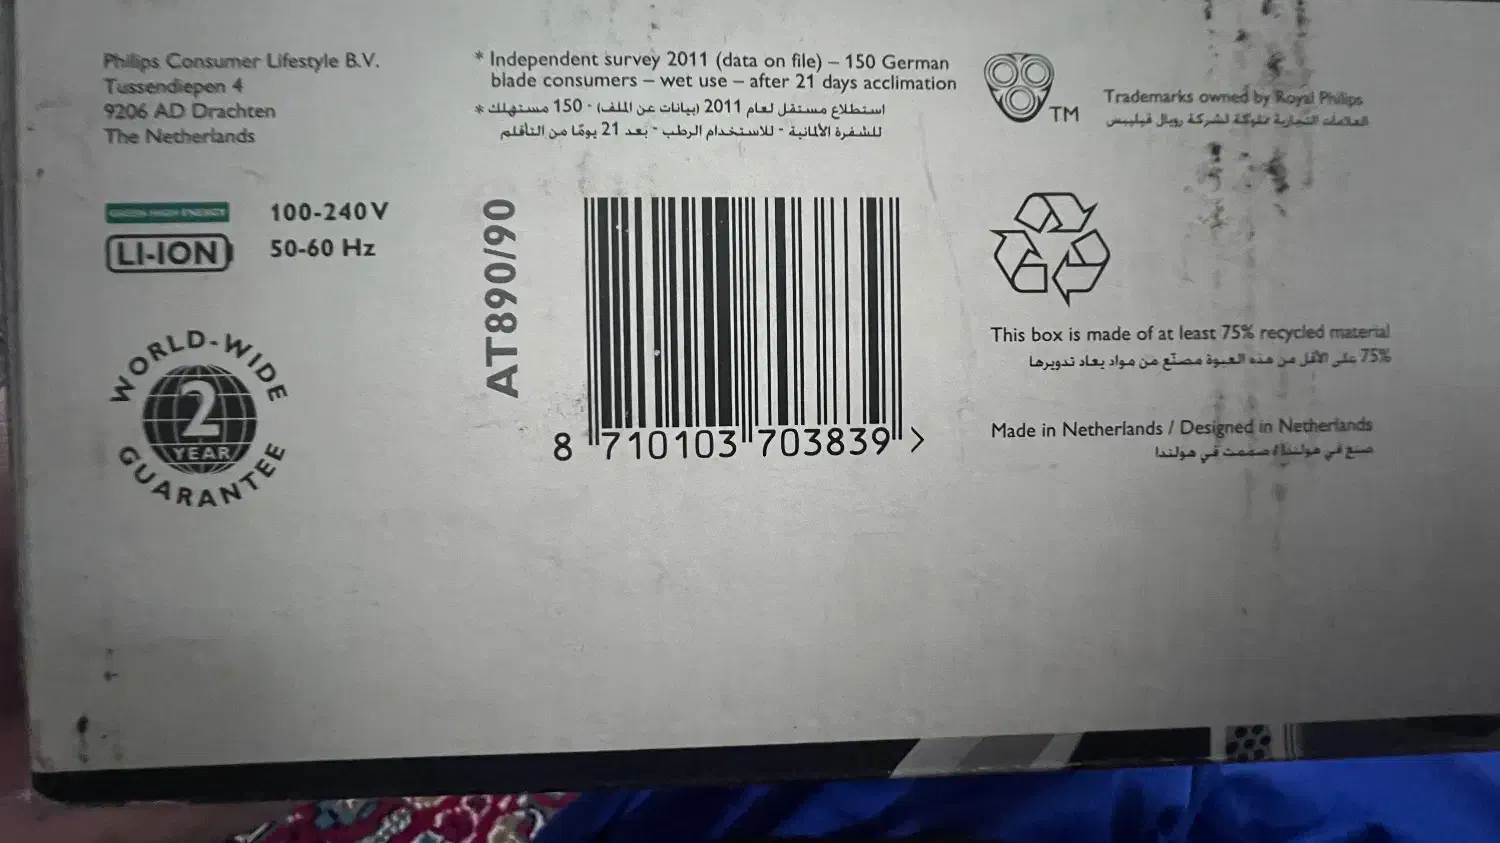 Philips Consumer Lifestyle B.V.
Tussendiepen 4
9206 AD Drachten
The Netherlands
* Independent survey 2011 (data on file) – 150 German
blade consumers – wet use – after 21 days acclimation
* استطلاع مستقل لعام 2011 (بيانات عن الملف) - 150 مستهلك
للشفرة الألمانية - للاستخدام الرطب - بعد 21 يومًا من التأقلم
TM
Trademarks owned by Royal Philips
العلامات التجارية مملوكة لشركة رويال فيليبس
GREEN HIGH ENERGY
LI-ION
100-240 V
50-60 Hz
WORLD-WIDE
2
YEAR
GUARANTEE
AT890/90
8 710103 703839 >
This box is made of at least 75% recycled material
75% على الأقل من هذه العبوة مصنّع من مواد يعاد تدويرها
Made in Netherlands / Designed in Netherlands
صنع في هولندا/صممت في هولندا